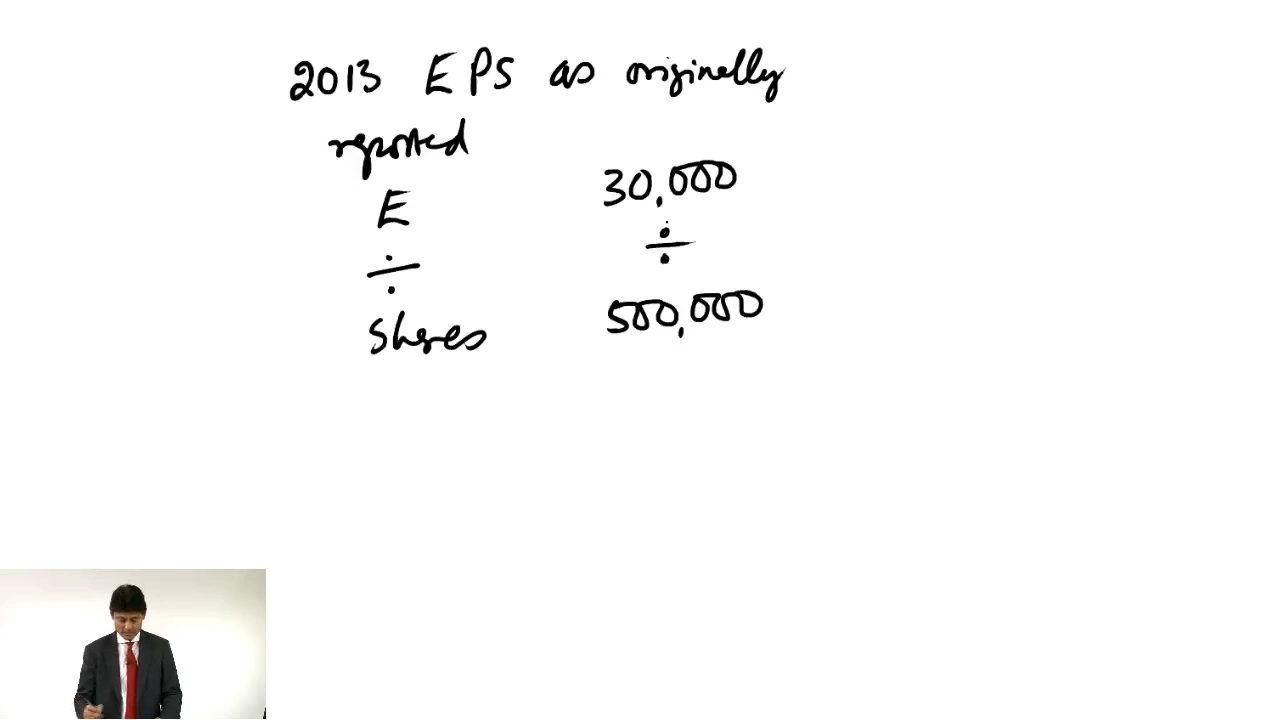 2013 EPS as originally
reported
E
30,000
÷
÷
Shares
500,000